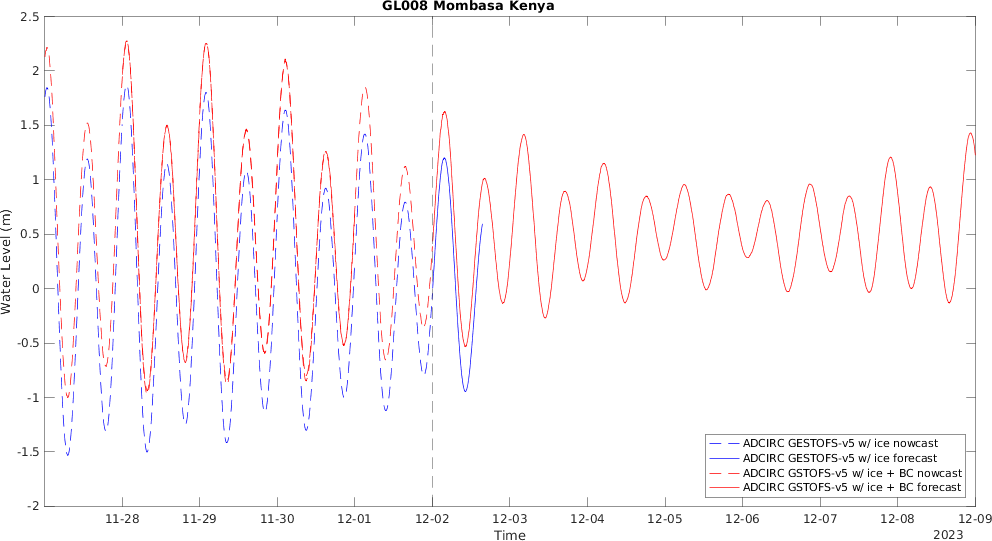 GL008 Mombasa Kenya
2.5
2
1.5
1
0.5
0
-0.5
-1
-1.5
-2
Water Level (m)
ADCIRC GESTOFS-v5 w/ ice nowcast
ADCIRC GESTOFS-v5 w/ ice forecast
ADCIRC GSTOFS-v5 w/ ice + BC nowcast
ADCIRC GSTOFS-v5 w/ ice + BC forecast
11-28 11-29 11-30 12-01 12-02 12-03 12-04 12-05 12-06 12-07 12-08 12-09
Time
2023